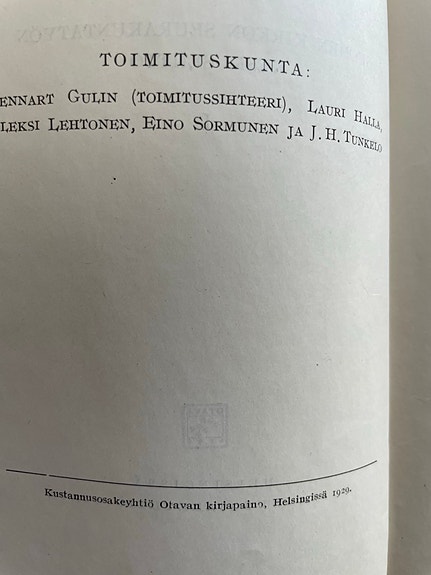 TOIMITUSKUNTA:
ENNART GULIN (TOIMITUSSIHTEERI), LAURI HALLA,
LEKSI LEHTONEN, EINO SORMUNEN JA J. H. TUNKELO
Kustannusosakeyhtiö Otavan kirjapaino, Helsingissä 1929.